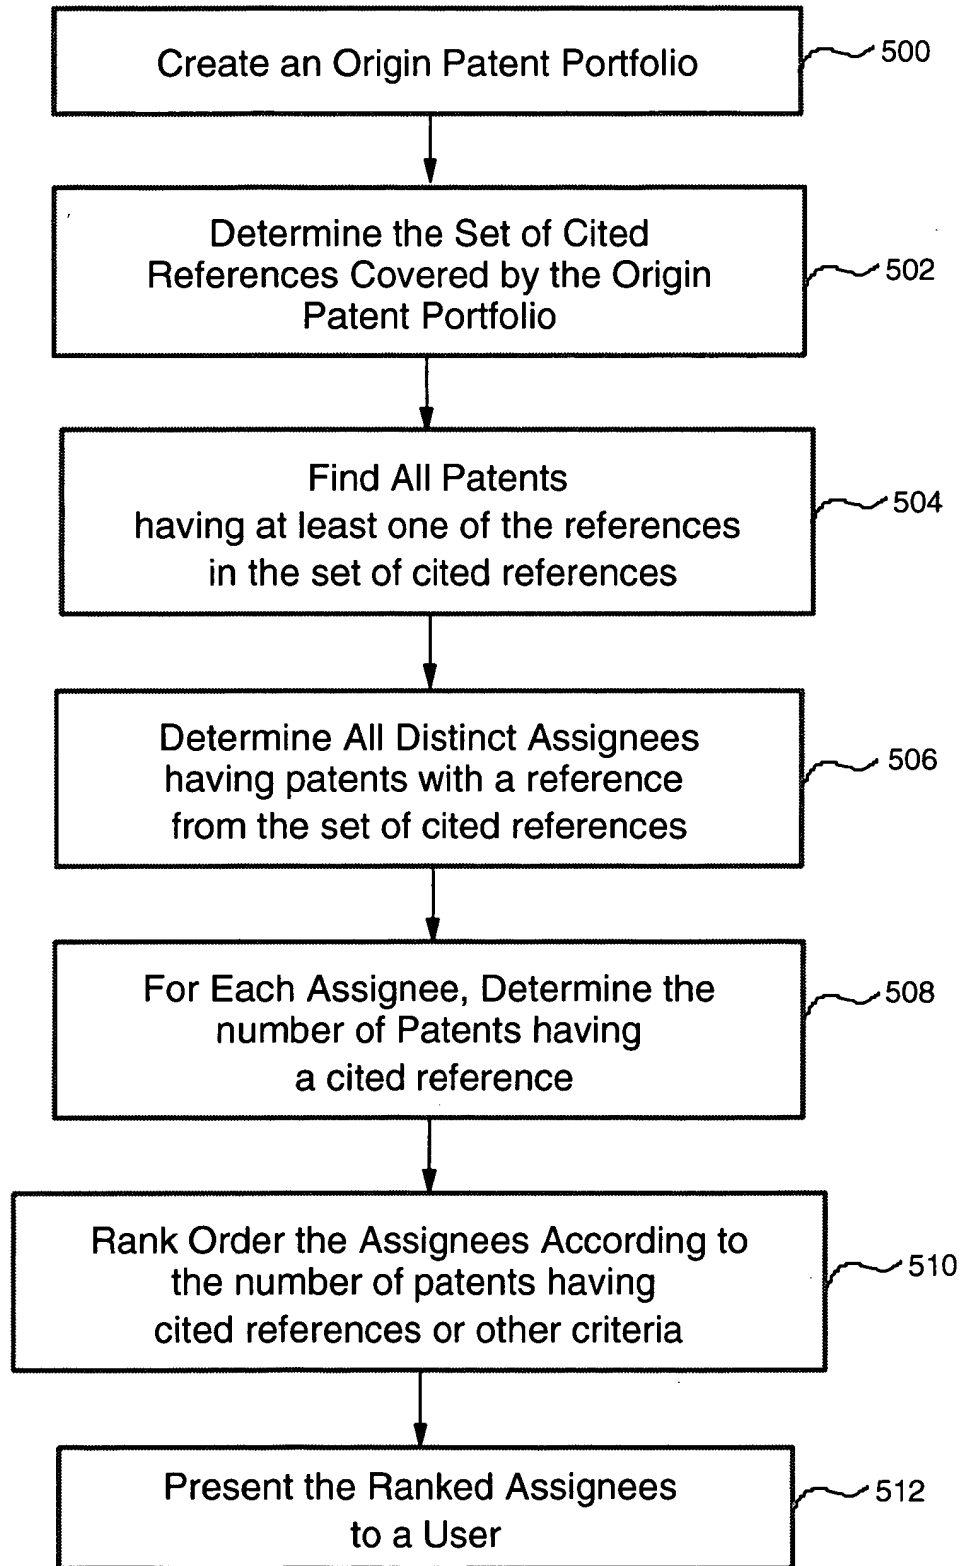 Create an Origin Patent Portfolio
500
Determine the Set of Cited
References Covered by the Origin
Patent Portfolio
502
Find All Patents
having at least one of the references
in the set of cited references
504
Determine All Distinct Assignees
having patents with a reference
from the set of cited references
506
For Each Assignee, Determine the
number of Patents having
a cited reference
508
Rank Order the Assignees According to
the number of patents having
cited references or other criteria
510
Present the Ranked Assignees
to a User
512